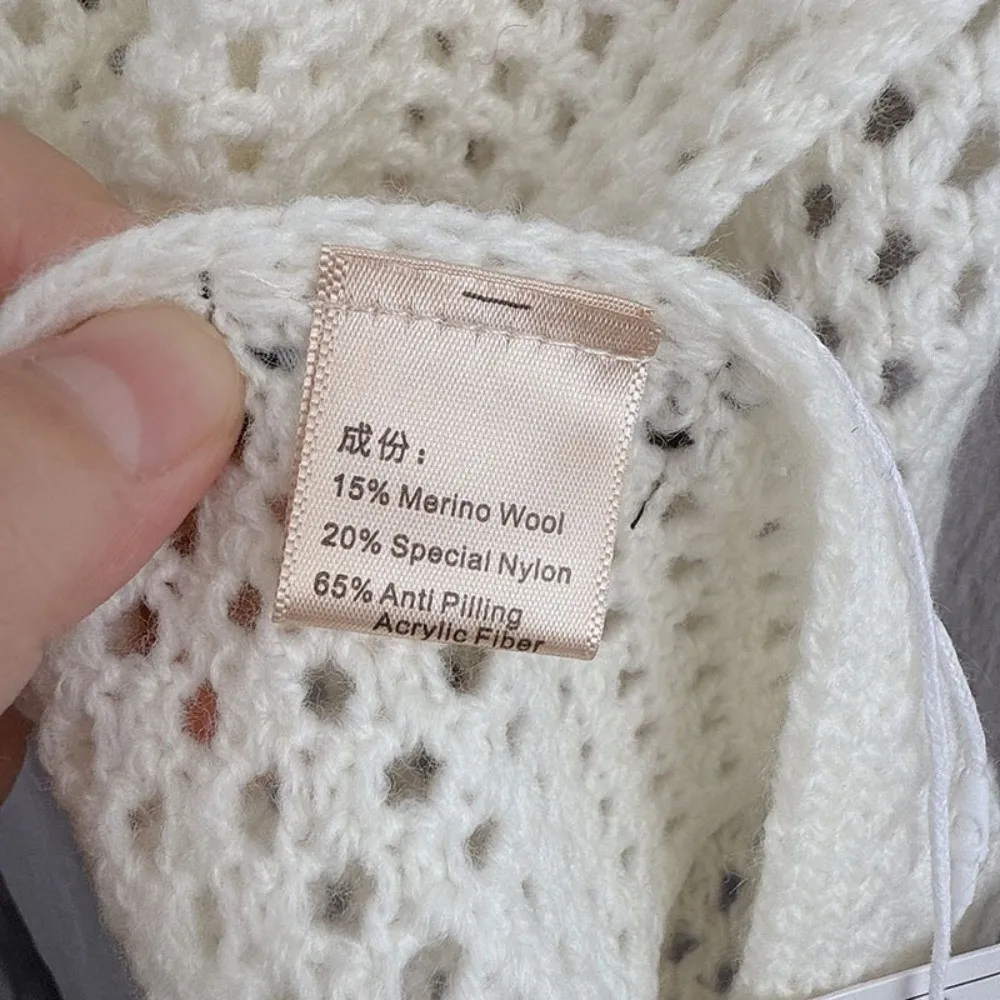 成份：
15% Merino Wool
20% Special Nylon
65% Anti Pilling
Acrylic Fiber